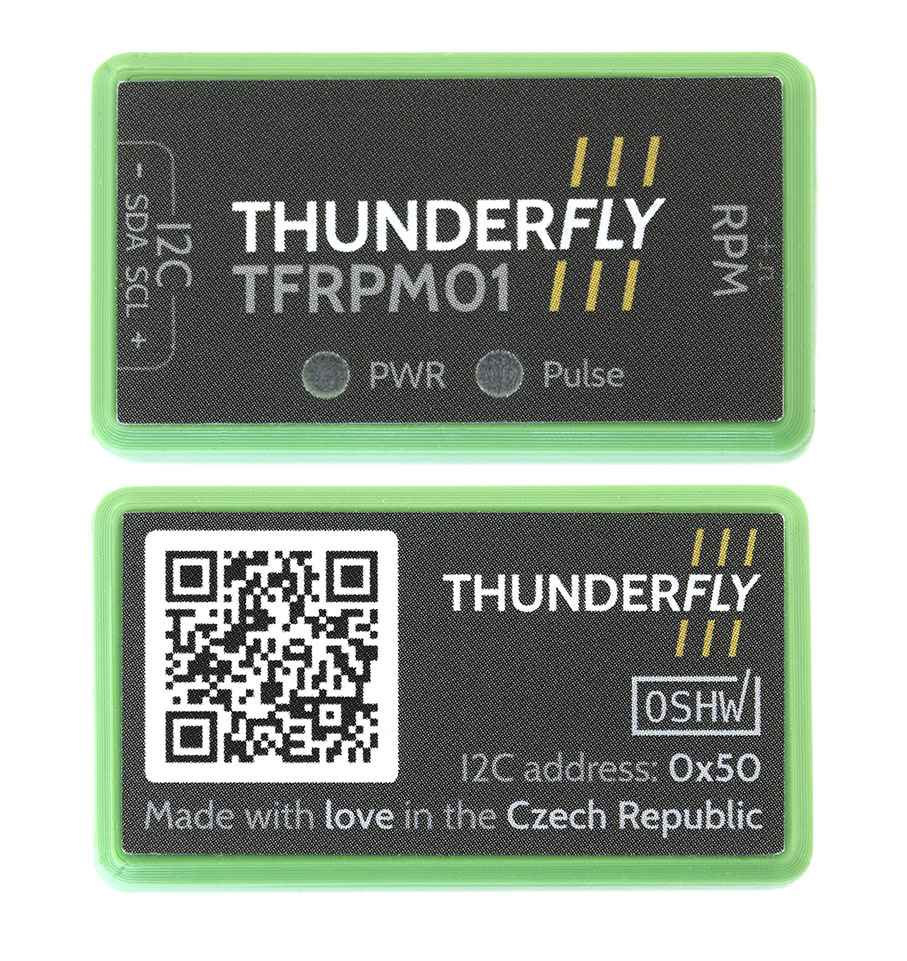 THUNDERFLY
TFRPM01
PWR
Pulse
I2C
- SDA SCL +
RPM
- + ⎍
THUNDERFLY
OSHW
I2C address: 0x50
Made with love in the Czech Republic